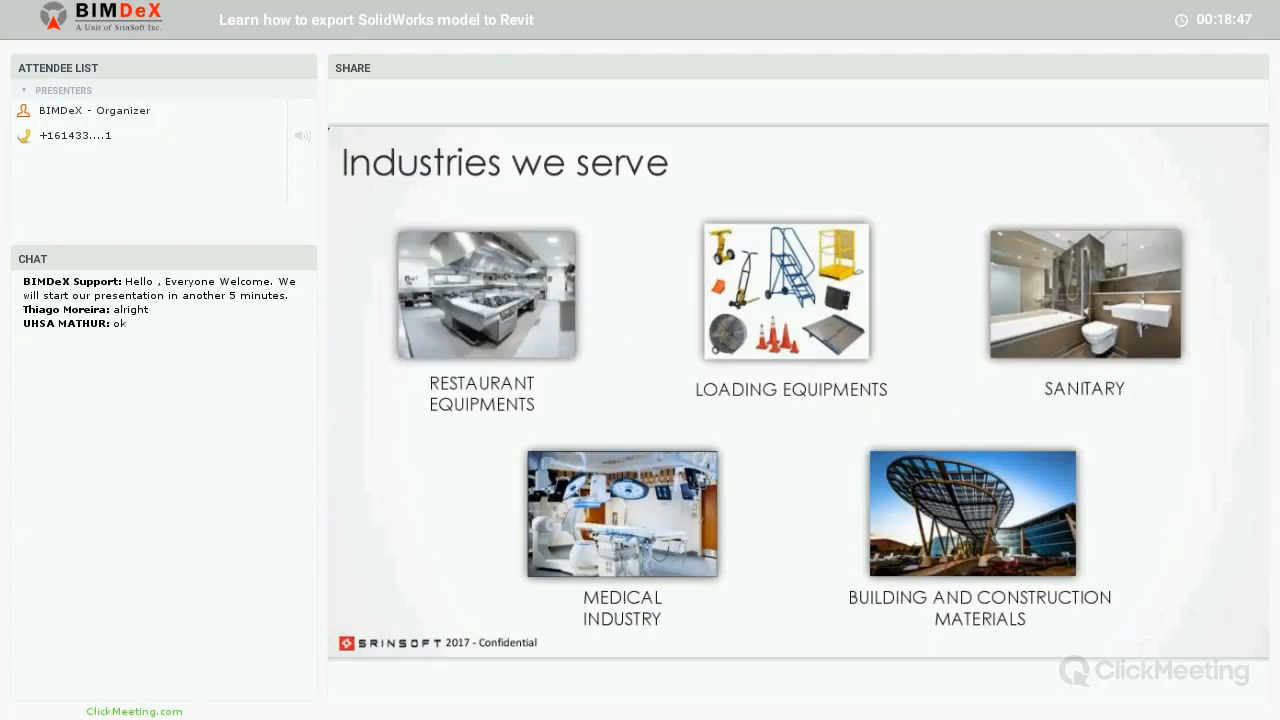 BIMDeX
A Unit of SrinSoft Inc.
Learn how to export SolidWorks model to Revit
00:18:47
ATTENDEE LIST
PRESENTERS
BIMDeX - Organizer
+161433....1
CHAT
BIMDeX Support: Hello , Everyone Welcome. We
will start our presentation in another 5 minutes.
Thiago Moreira: alright
UHSA MATHUR: ok
ClickMeeting.com
SHARE
Industries we serve
RESTAURANT
EQUIPMENTS
LOADING EQUIPMENTS
SANITARY
MEDICAL
INDUSTRY
BUILDING AND CONSTRUCTION
MATERIALS
SRINSOFT 2017 - Confidential
ClickMeeting